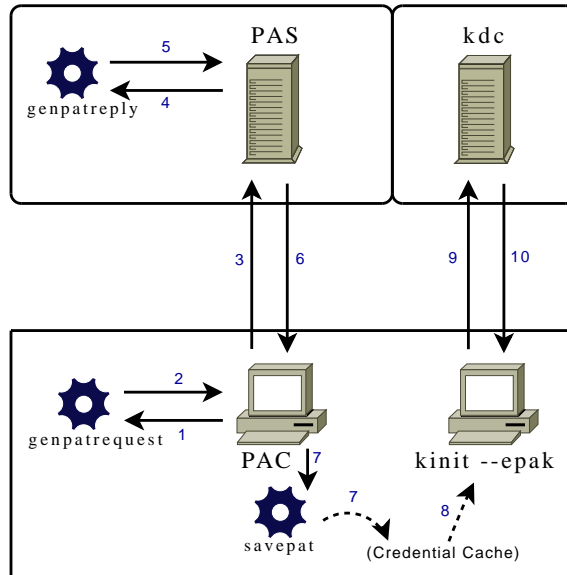 PAS
kdc
5
4
genpatreply
3
6
9
10
2
1
genpatrequest
PAC
7
kinit --epak
7
8
savepat
(Credential Cache)